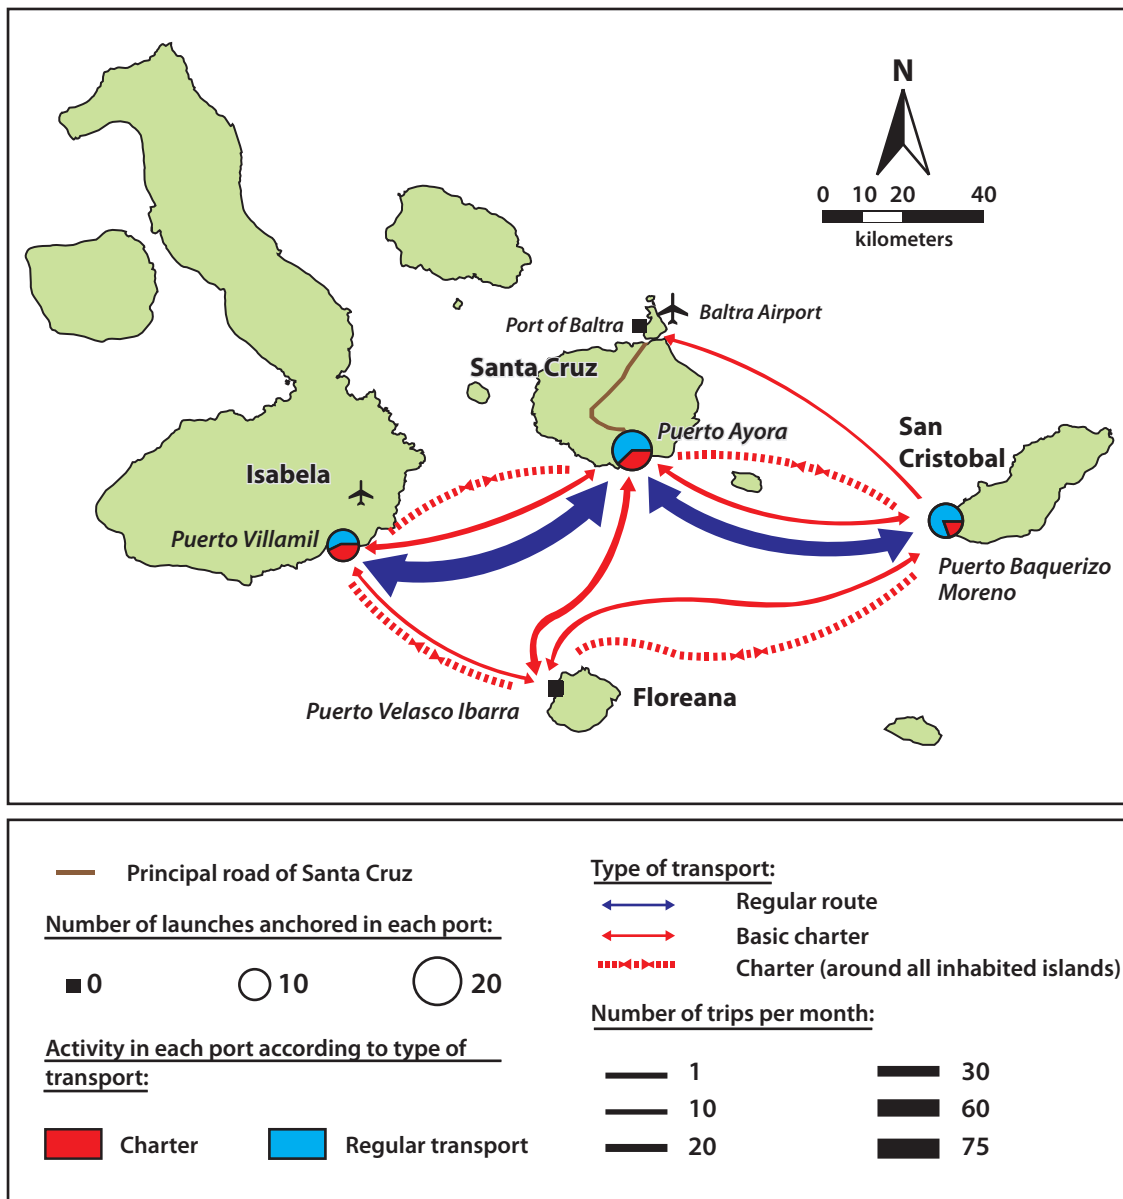 N
0 10 20 40
kilometers
Port of Baltra
Baltra Airport
Santa Cruz
Puerto Ayora
San
Cristobal
Isabela
Puerto Villamil
Puerto Baquerizo
Moreno
Puerto Velasco Ibarra
Floreana
Principal road of Santa Cruz
Number of launches anchored in each port:
0 10 20
Activity in each port according to type of
transport:
Charter Regular transport
Type of transport:
Regular route
Basic charter
Charter (around all inhabited islands)
Number of trips per month:
1 30
10 60
20 75